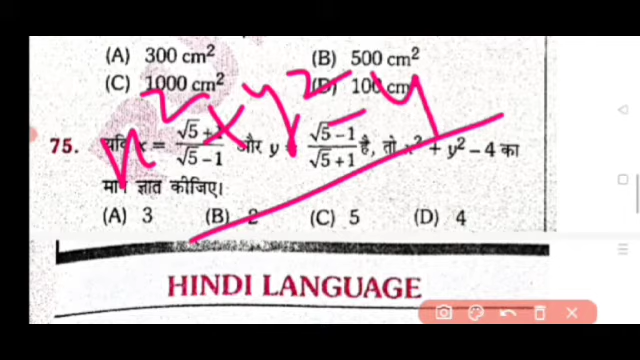 (A) 300 cm² (B) 500 cm²
(C) 1000 cm² (D) 100 cm
75. यदि x = (√5 + 1)/(√5 − 1) और y = (√5 − 1)/(√5 + 1) है, तो x² + y² − 4 का
मान ज्ञात कीजिए।
(A) 3 (B) 2 (C) 5 (D) 4
HINDI LANGUAGE